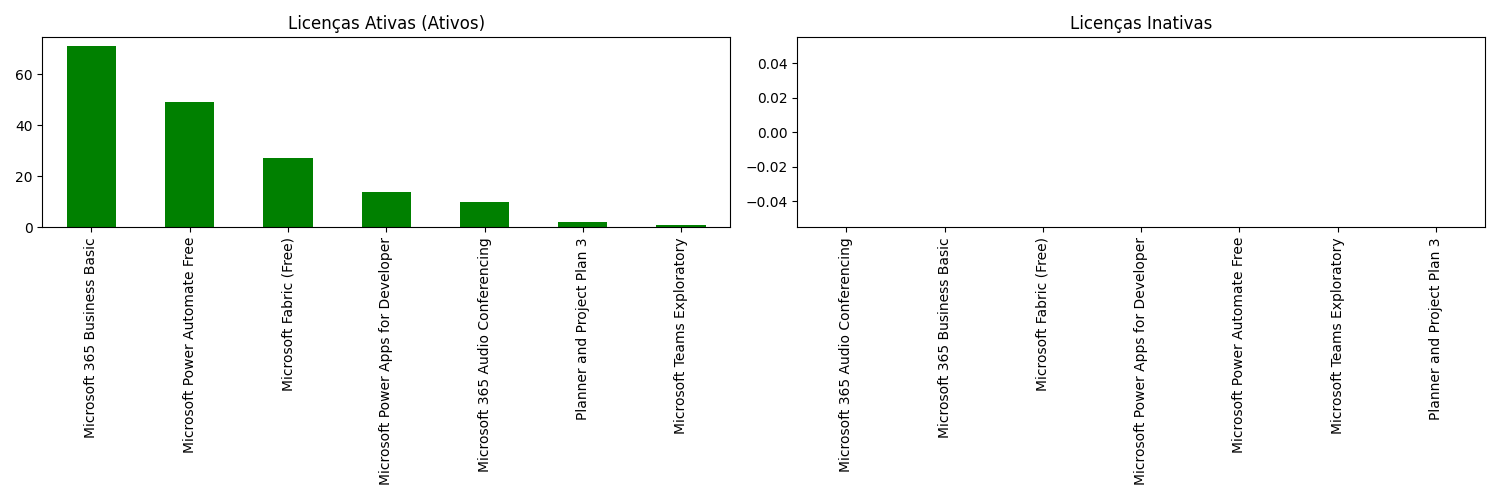 Licenças Ativas (Ativos)
60
40
20
0
Microsoft 365 Business Basic
Microsoft Power Automate Free
Microsoft Fabric (Free)
Microsoft Power Apps for Developer
Microsoft 365 Audio Conferencing
Planner and Project Plan 3
Microsoft Teams Exploratory
Licenças Inativas
0.04
0.02
0.00
−0.02
−0.04
Microsoft 365 Audio Conferencing
Microsoft 365 Business Basic
Microsoft Fabric (Free)
Microsoft Power Apps for Developer
Microsoft Power Automate Free
Microsoft Teams Exploratory
Planner and Project Plan 3